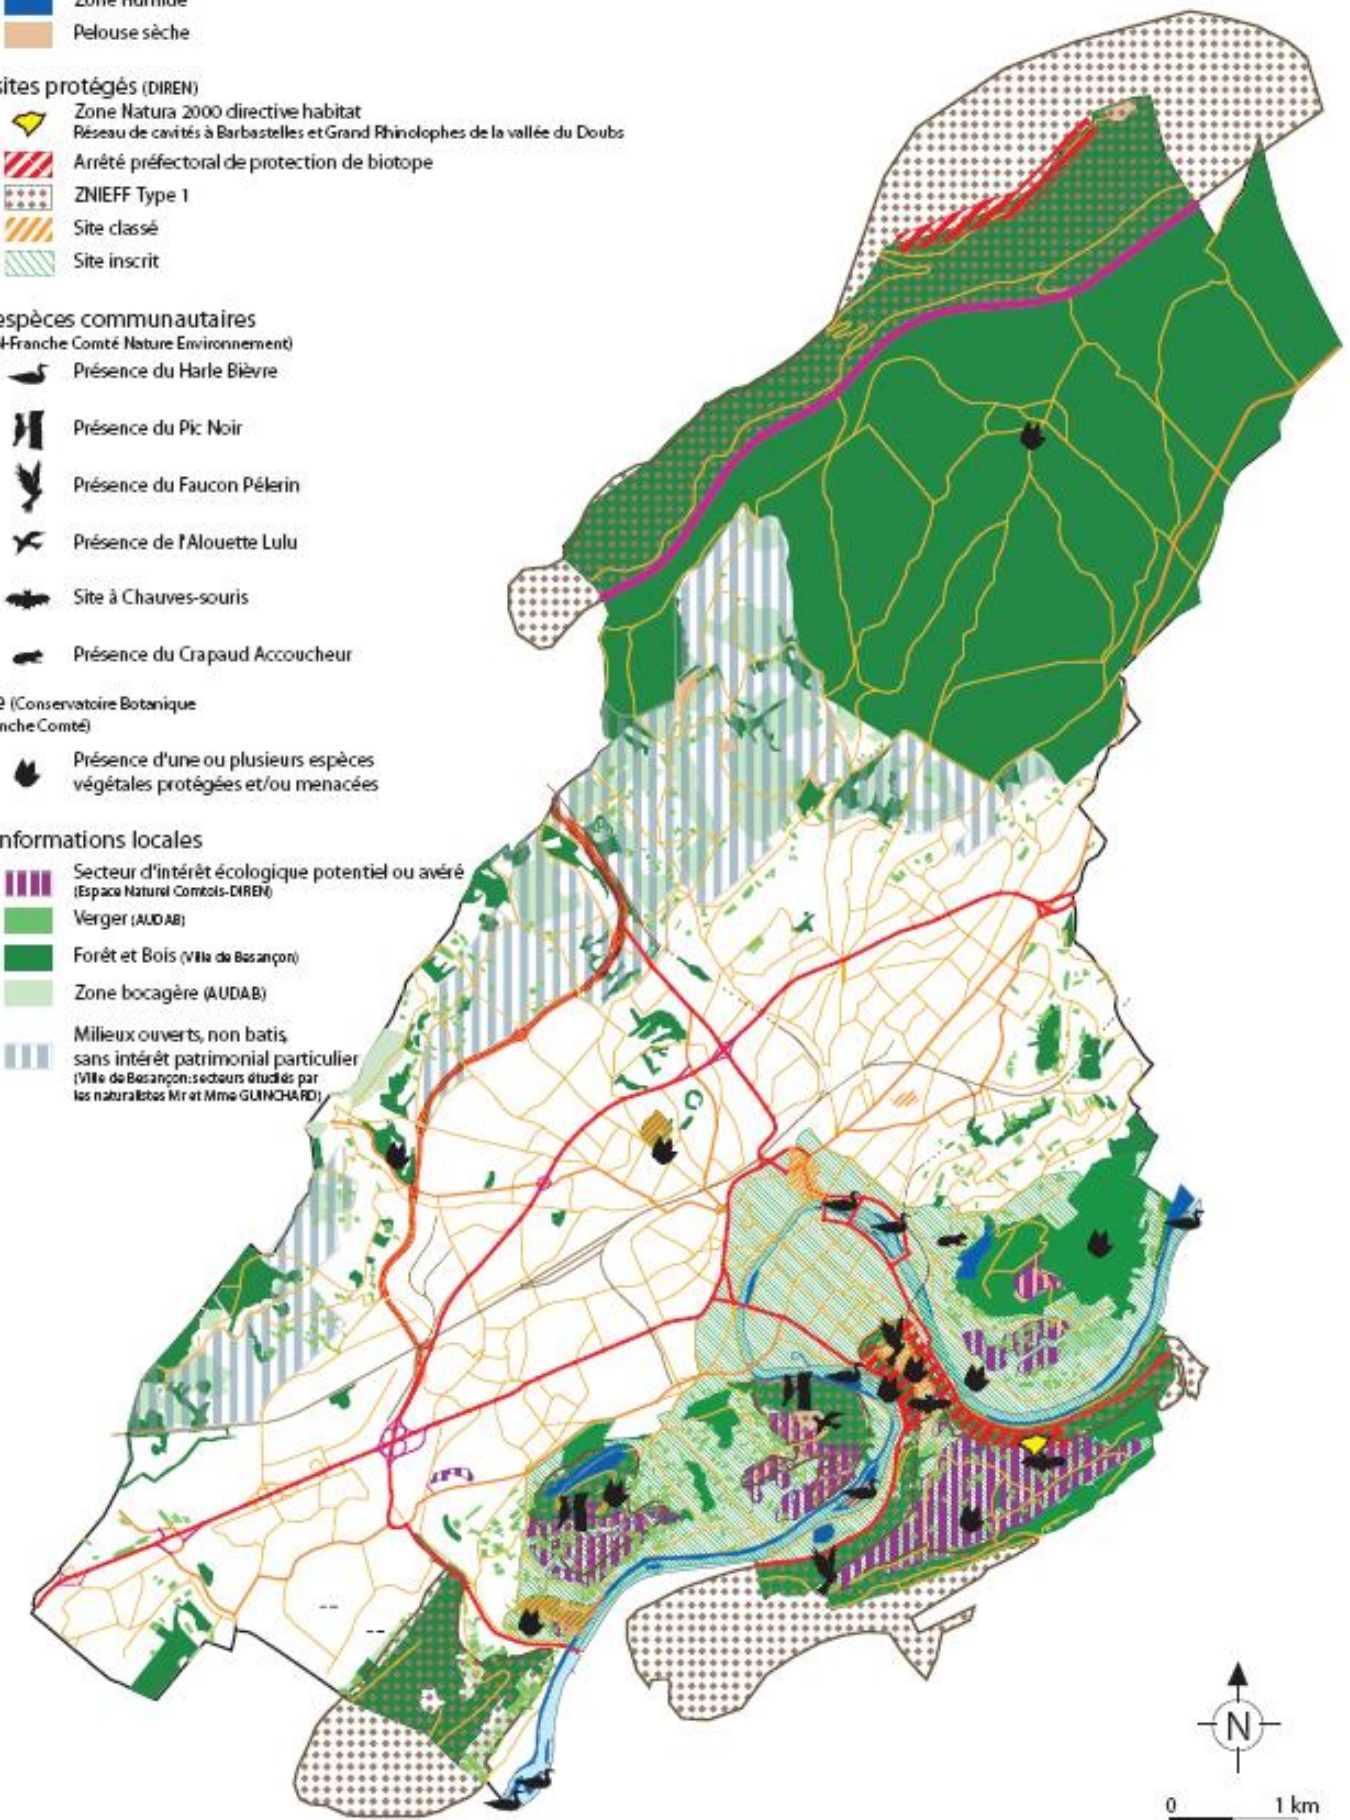 Zone Humide
Pelouse sèche
sites protégés (DIREN)
Zone Natura 2000 directive habitat
Réseau de cavités à Barbastelles et Grand Rhinolophes de la vallée du Doubs
Arrêté préfectoral de protection de biotope
ZNIEFF Type 1
Site classé
Site inscrit
espèces communautaires
Franche Comté Nature Environnement)
Présence du Harle Bièvre
Présence du Pic Noir
Présence du Faucon Pélerin
Présence de l'Alouette Lulu
Site à Chauves-souris
Présence du Crapaud Accoucheur
e (Conservatoire Botanique
nche Comté)
Présence d'une ou plusieurs espèces
végétales protégées et/ou menacées
nformations locales
Secteur d'intérêt écologique potentiel ou avéré
(Espace Naturel Comtois-DIREN)
Verger (AUDAB)
Forêt et Bois (Ville de Besançon)
Zone bocagère (AUDAB)
Milieux ouverts, non batis,
sans intérêt patrimonial particulier
(Ville de Besançon: secteurs étudiés par
les naturalistes Mr et Mme GUINCHARD)
N
0 1 km